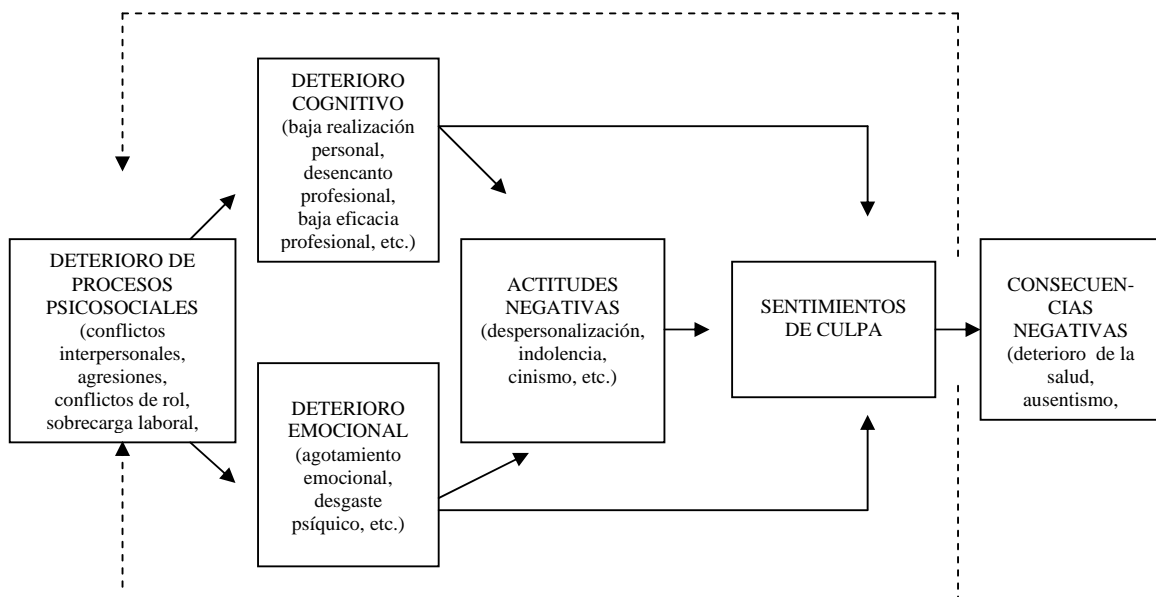 DETERIORO DE
PROCESOS
PSICOSOCIALES
(conflictos
interpersonales,
agresiones,
conflictos de rol,
sobrecarga laboral,
DETERIORO
COGNITIVO
(baja realización
personal,
desencanto
profesional,
baja eficacia
profesional, etc.)
DETERIORO
EMOCIONAL
(agotamiento
emocional,
desgaste
psíquico, etc.)
ACTITUDES
NEGATIVAS
(despersonalización,
indolencia,
cinismo, etc.)
SENTIMIENTOS
DE CULPA
CONSECUEN-
CIAS
NEGATIVAS
(deterioro de la
salud,
ausentismo,